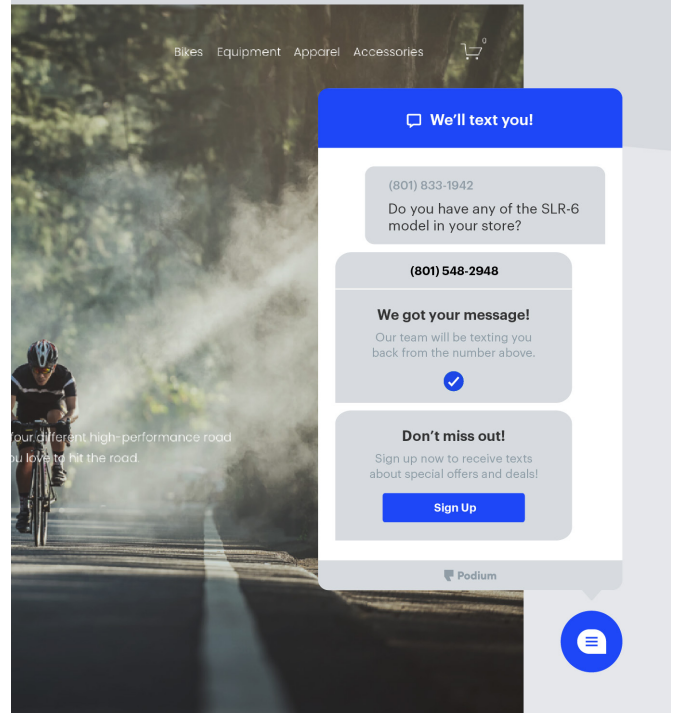 Bikes Equipment Apparel Accessories
0
We'll text you!
(801) 833-1942
Do you have any of the SLR-6
model in your store?
(801) 548-2948
We got your message!
Our team will be texting you
back from the number above.
Don't miss out!
Sign up now to receive texts
about special offers and deals!
Sign Up
Podium
different high-performance road
love to hit the road.